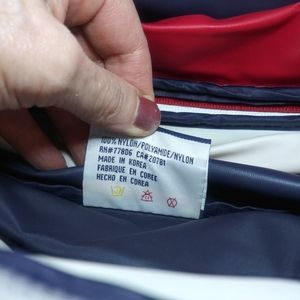 100% NYLON/POLYAMIDE/NYLON
RN#77806 CA#20781
MADE IN KOREA
FABRIQUE EN COREE
HECHO EN COREA